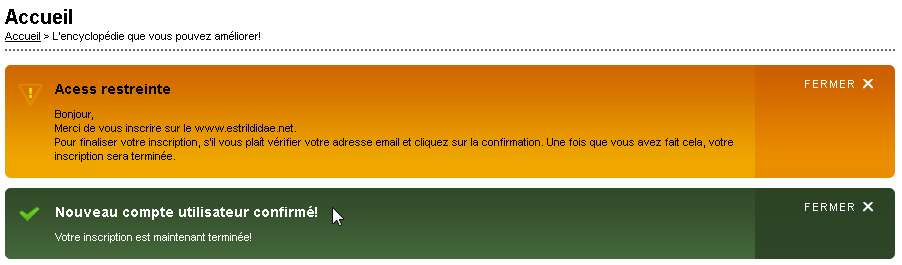 Accueil
Accueil > L'encyclopédie que vous pouvez améliorer!
Acess restreinte
FERMER
Bonjour,
Merci de vous inscrire sur le www.estrildidae.net.
Pour finaliser votre inscription, s'il vous plaît vérifier votre adresse email et cliquez sur la confirmation. Une fois que vous avez fait cela, votre
inscription sera terminée.
Nouveau compte utilisateur confirmé!
FERMER
Votre inscription est maintenant terminée!